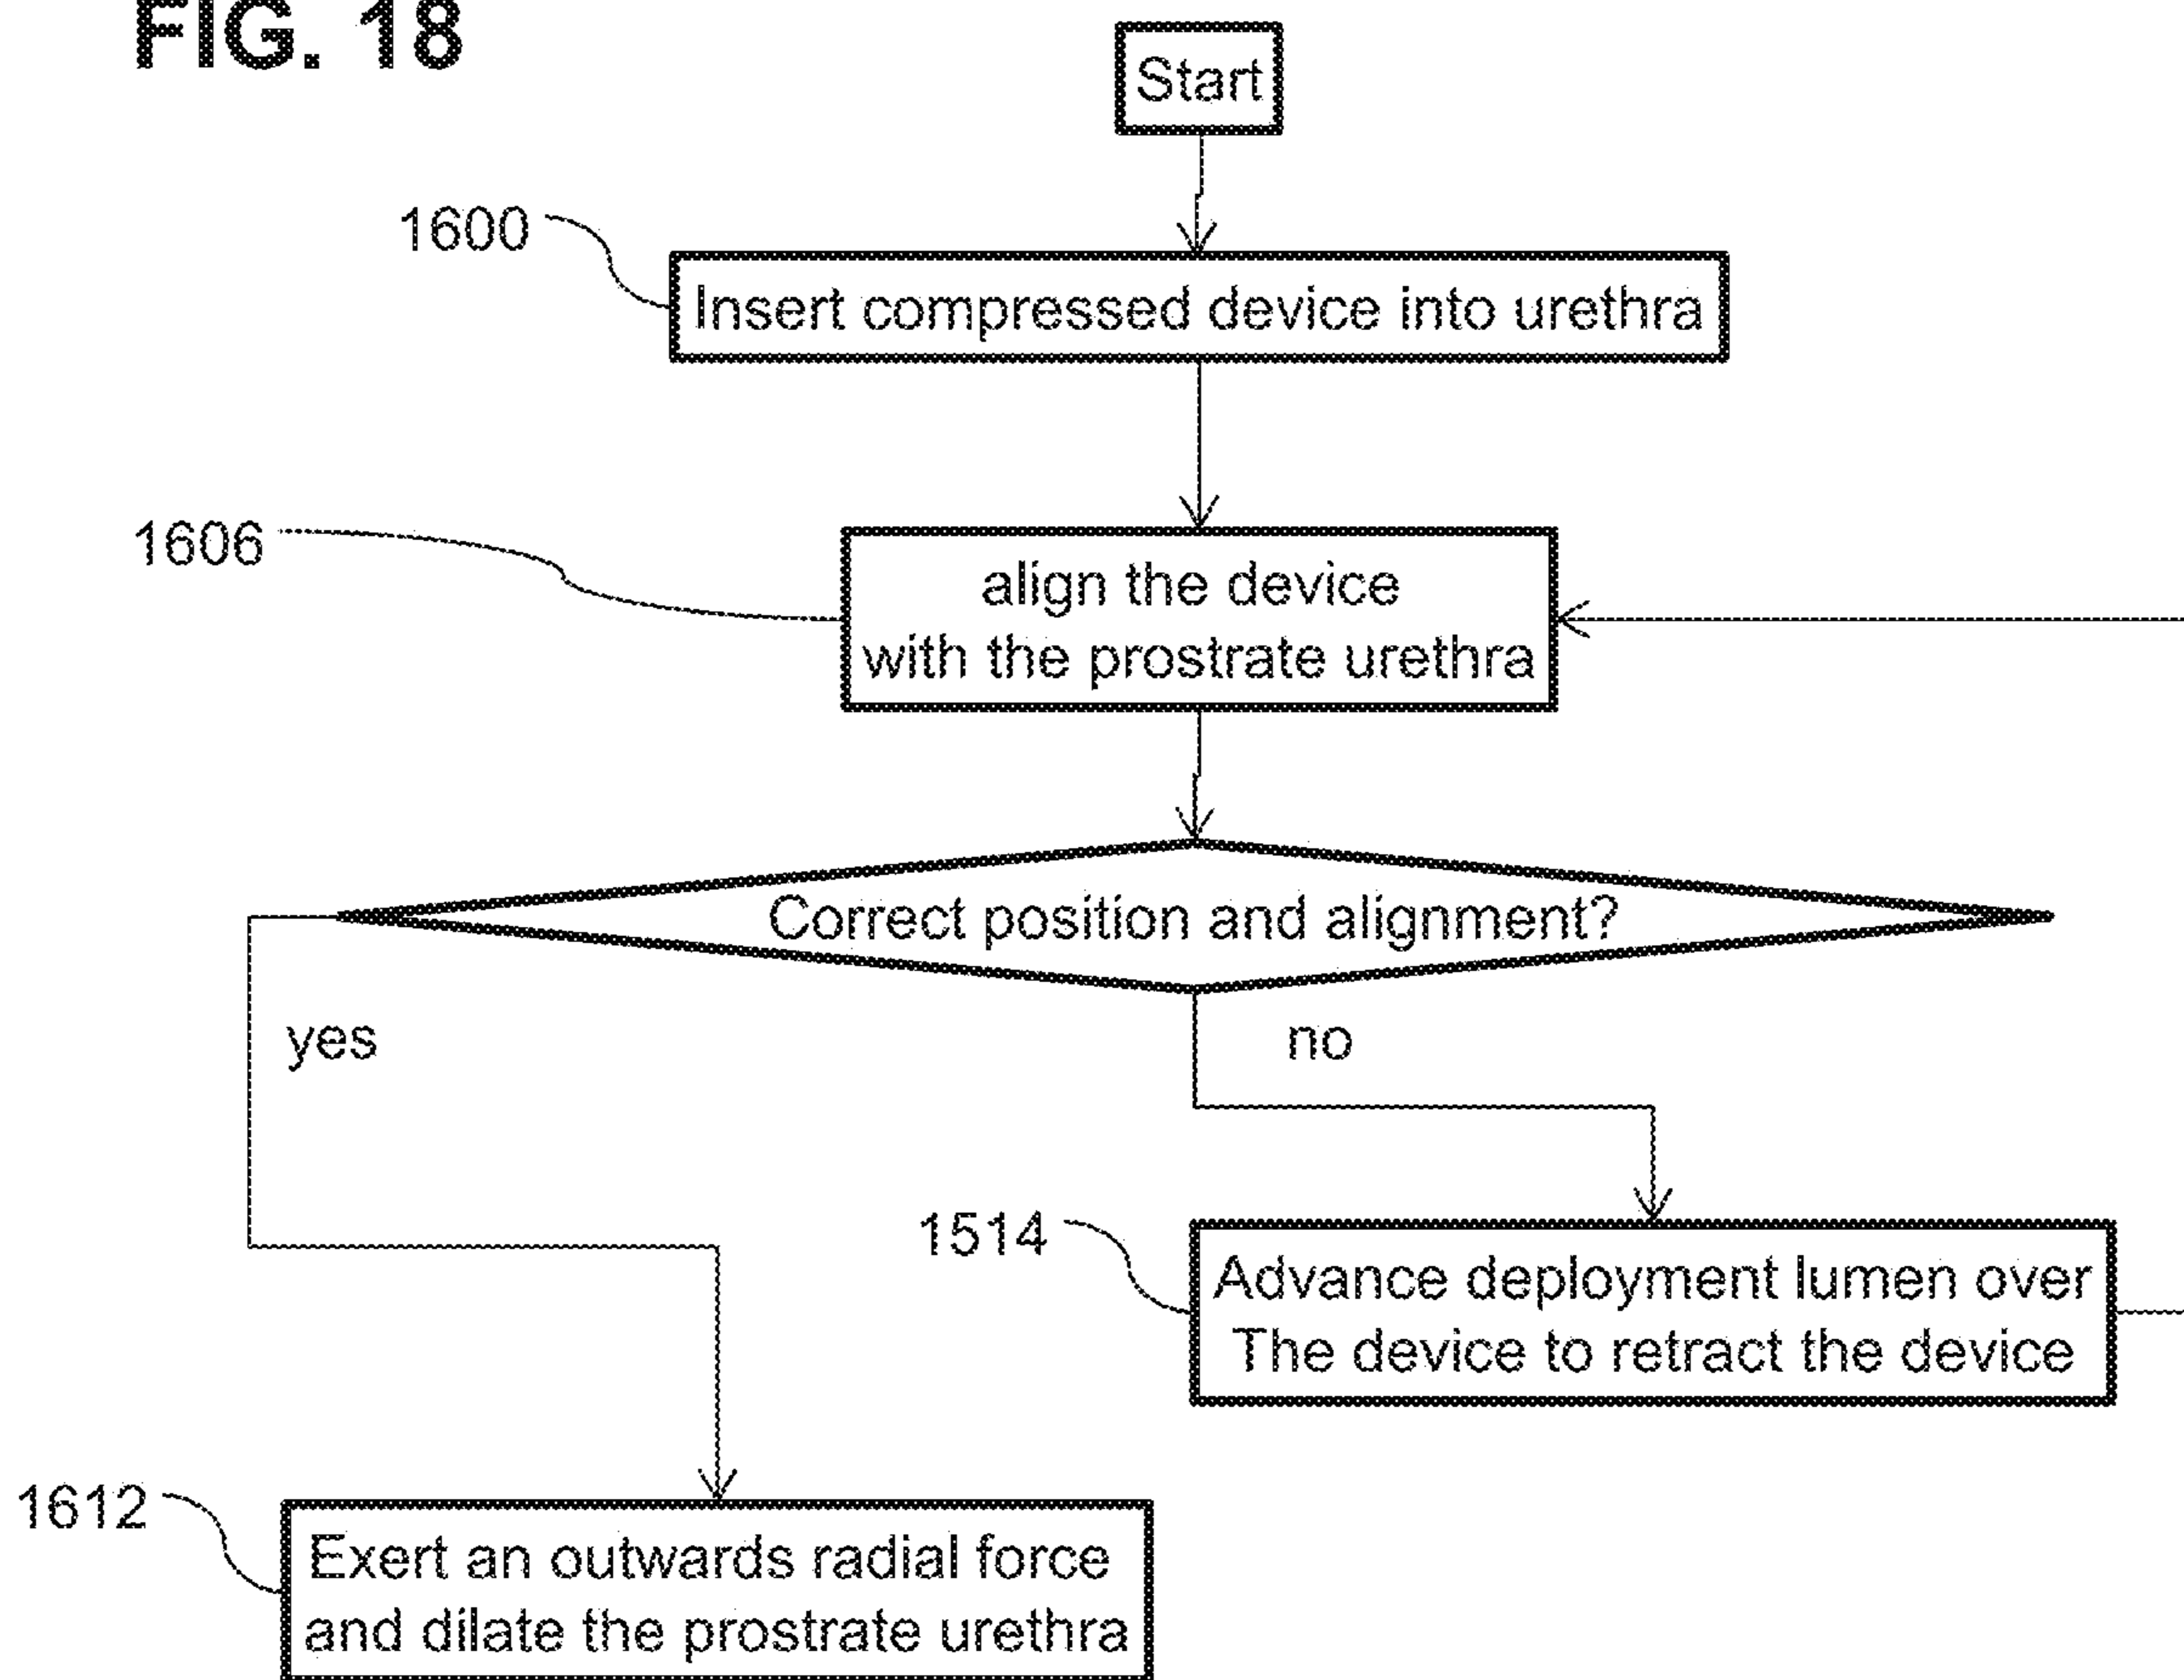 FIG. 18
Start
1600
Insert compressed device into urethra
1606
align the device
with the prostrate urethra
Correct position and alignment?
yes
no
1514
Advance deployment lumen over
The device to retract the device
1612
Exert an outwards radial force
and dilate the prostrate urethra